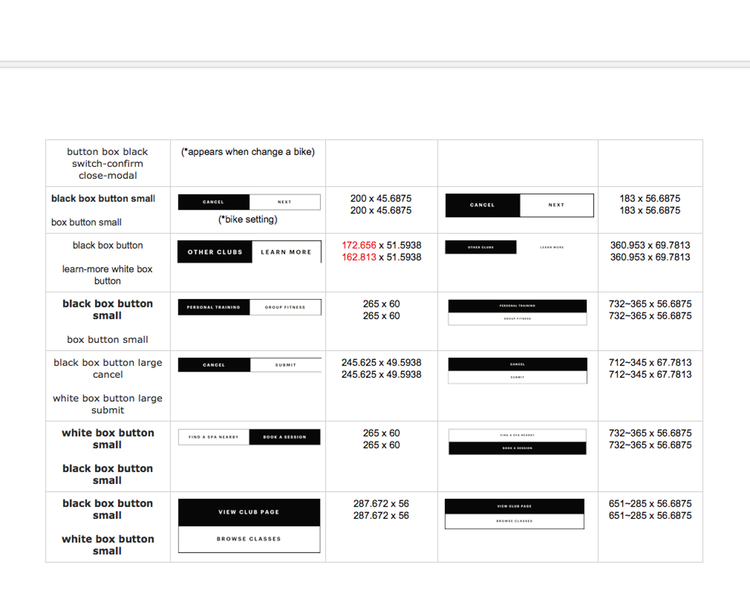 button box black
switch-confirm
close-modal
(*appears when change a bike)
black box button small
box button small
CANCEL NEXT
(*bike setting)
200 x 45.6875
200 x 45.6875
CANCEL NEXT
183 x 56.6875
183 x 56.6875
black box button
learn-more white box
button
OTHER CLUBS LEARN MORE
172.656 x 51.5938
162.813 x 51.5938
OTHER CLUBS LEARN MORE
360.953 x 69.7813
360.953 x 69.7813
black box button
small
box button small
PERSONAL TRAINING GROUP FITNESS
265 x 60
265 x 60
PERSONAL TRAINING
GROUP FITNESS
732~365 x 56.6875
732~365 x 56.6875
black box button large
cancel
white box button large
submit
CANCEL SUBMIT
245.625 x 49.5938
245.625 x 49.5938
CANCEL
SUBMIT
712~345 x 67.7813
712~345 x 67.7813
white box button
small
black box button
small
FIND A SPA NEARBY BOOK A SESSION
265 x 60
265 x 60
FIND A SPA NEARBY
BOOK A SESSION
732~365 x 56.6875
732~365 x 56.6875
black box button
small
white box button
small
VIEW CLUB PAGE
BROWSE CLASSES
287.672 x 56
287.672 x 56
VIEW CLUB PAGE
BROWSE CLASSES
651~285 x 56.6875
651~285 x 56.6875